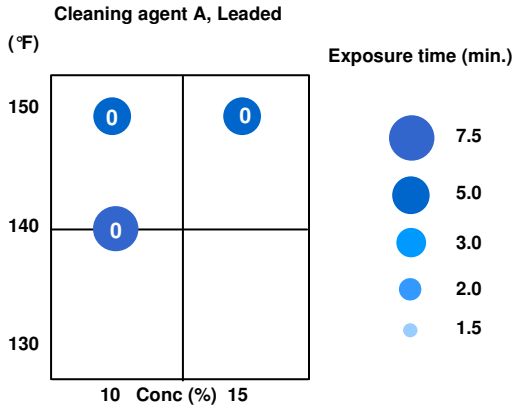 Cleaning agent A, Leaded
(°F)
Exposure time (min.)
150
0
0
7.5
5.0
140
0
3.0
2.0
130
1.5
10 Conc (%) 15